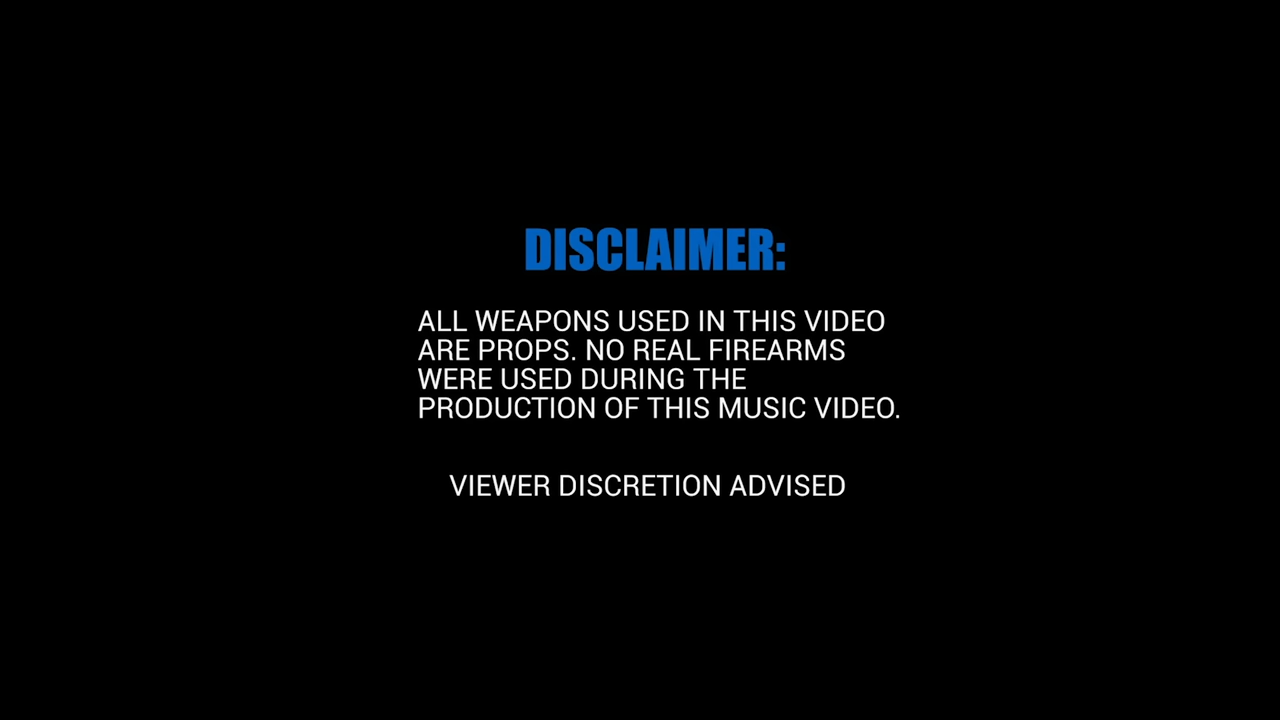 DISCLAIMER:
ALL WEAPONS USED IN THIS VIDEO
ARE PROPS. NO REAL FIREARMS
WERE USED DURING THE
PRODUCTION OF THIS MUSIC VIDEO.
VIEWER DISCRETION ADVISED